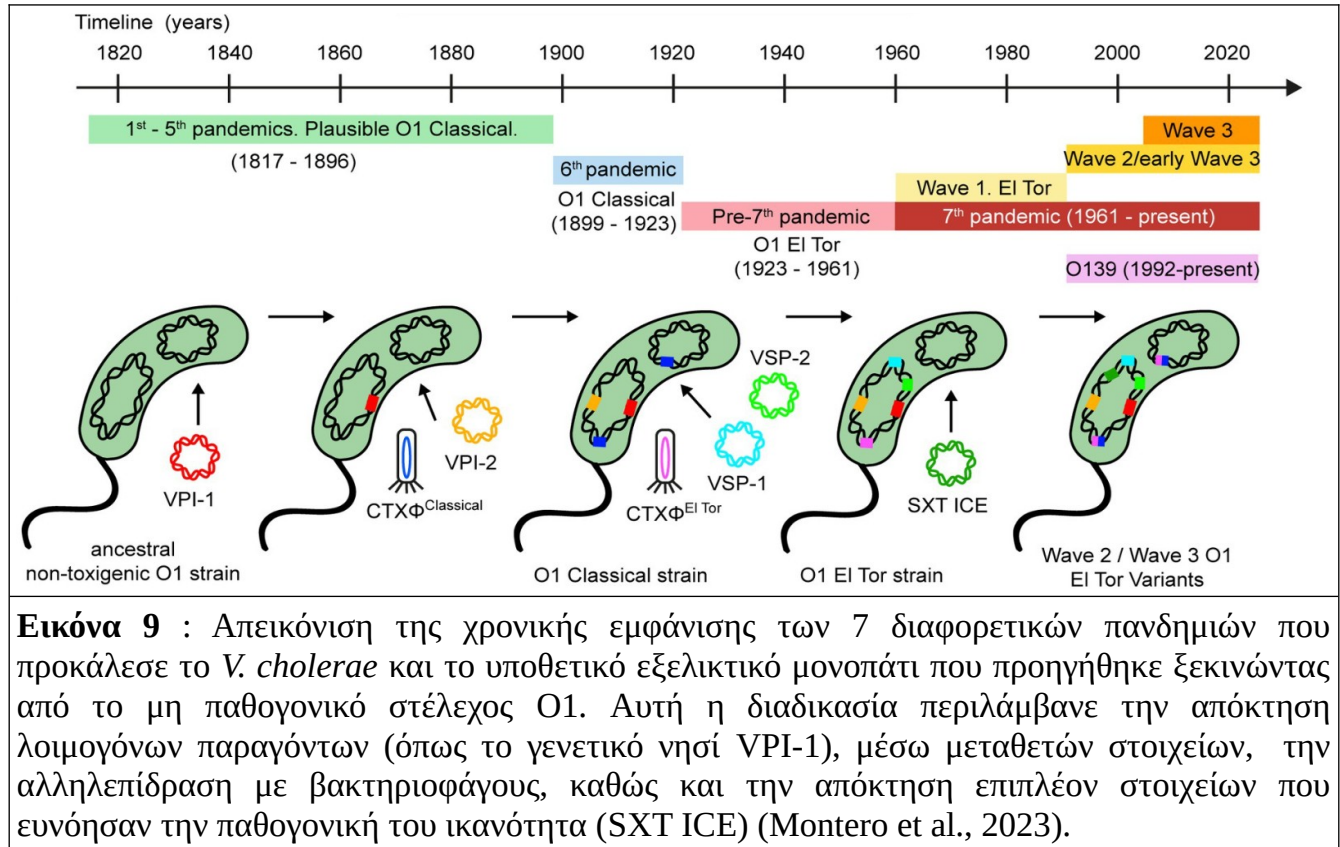 Timeline (years)
1820 1840 1860 1880 1900 1920 1940 1960 1980 2000 2020
1st - 5th pandemics. Plausible O1 Classical.
(1817 - 1896)
6th pandemic
O1 Classical
(1899 - 1923)
Pre-7th pandemic
O1 El Tor
(1923 - 1961)
Wave 3
Wave 2/early Wave 3
Wave 1. El Tor
7th pandemic (1961 - present)
O139 (1992-present)
VPI-1
ancestral
non-toxigenic O1 strain
CTXΦClassical
VPI-2
O1 Classical strain
CTXΦEl Tor
VSP-1
VSP-2
O1 El Tor strain
SXT ICE
Wave 2 / Wave 3 O1
El Tor Variants
Εικόνα 9 : Απεικόνιση της χρονικής εμφάνισης των 7 διαφορετικών πανδημιών που
προκάλεσε το V. cholerae και το υποθετικό εξελικτικό μονοπάτι που προηγήθηκε ξεκινώντας
από το μη παθογονικό στέλεχος Ο1. Αυτή η διαδικασία περιλάμβανε την απόκτηση
λοιμογόνων παραγόντων (όπως το γενετικό νησί VPI-1), μέσω μεταθετών στοιχείων, την
αλληλεπίδραση με βακτηριοφάγους, καθώς και την απόκτηση επιπλέον στοιχείων που
ευνόησαν την παθογονική του ικανότητα (SXT ICE) (Montero et al., 2023).